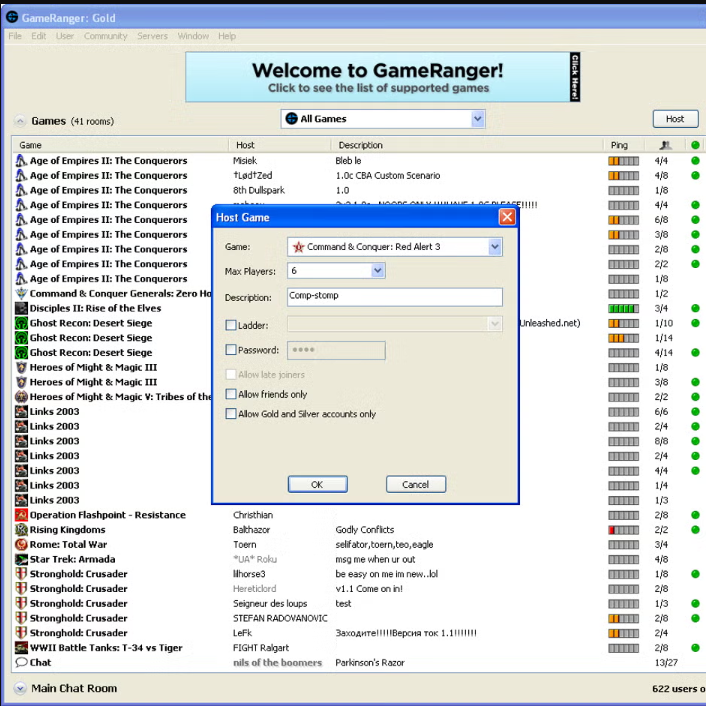 GameRanger: Gold
File Edit User Community Servers Window Help
Welcome to GameRanger!
Click to see the list of supported games
Click Here!
Games (41 rooms)
All Games
Host
Game Host Description Ping
Age of Empires II: The Conquerors Misiek Bleb le 4/4
Age of Empires II: The Conquerors †Lød†Zed 1.0c CBA Custom Scenario 4/8
Age of Empires II: The Conquerors 8th Dullspark 1.0 1/8
Age of Empires II: The Conquerors 4/4
Age of Empires II: The Conquerors 6/8
Age of Empires II: The Conquerors 3/8
Age of Empires II: The Conquerors 2/8
Age of Empires II: The Conquerors 2/2
Age of Empires II: The Conquerors 1/8
Command & Conquer Generals: Zero Ho 1/2
Disciples II: Rise of the Elves 3/4
Ghost Recon: Desert Siege Unleashed.net) 1/10
Ghost Recon: Desert Siege 1/14
Ghost Recon: Desert Siege 4/14
Heroes of Might & Magic III 1/8
Heroes of Might & Magic III 3/8
Heroes of Might & Magic V: Tribes of the 2/2
Links 2003 6/6
Links 2003 2/4
Links 2003 8/8
Links 2003 2/4
Links 2003 4/4
Links 2003 1/4
Links 2003 1/3
Operation Flashpoint - Resistance Christhian 2/8
Rising Kingdoms Balthazor Godly Conflicts 2/2
Rome: Total War Toern selifator,toern,teo,eagle 3/4
Star Trek: Armada *UA* Roku msg me when ur out 4/8
Stronghold: Crusader lilhorse3 be easy on me im new..lol 1/8
Stronghold: Crusader Hereticlord v1.1 Come on in! 2/8
Stronghold: Crusader Seigneur des loups test 1/3
Stronghold: Crusader STEFAN RADOVANOVIC 2/8
Stronghold: Crusader LeFk Заходите!!!!!Версия ток 1.1!!!!!!! 2/4
WWII Battle Tanks: T-34 vs Tiger FIGHT Ralgart 2/8
Chat nils of the boomers Parkinson's Razor 13/27
Main Chat Room 622 users o
Host Game
Game: Command & Conquer: Red Alert 3
Max Players: 6
Description: Comp-stomp
Ladder:
Password:
Allow late joiners
Allow friends only
Allow Gold and Silver accounts only
OK Cancel